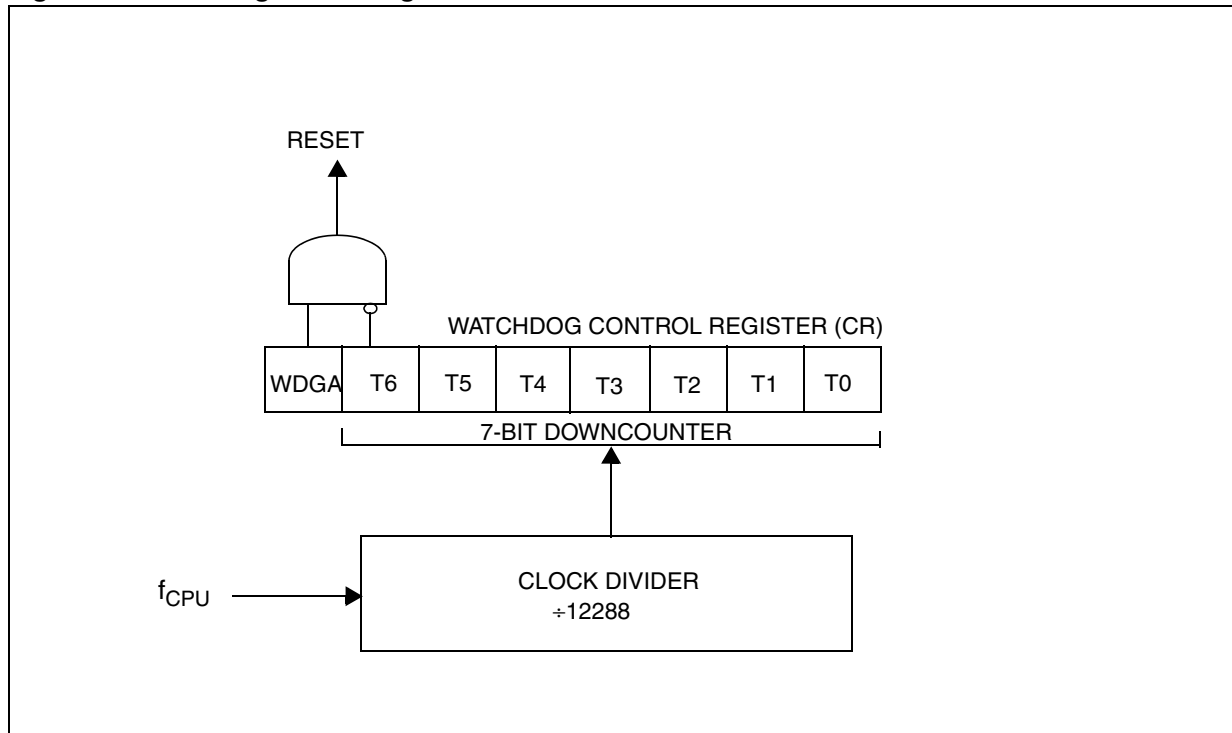 RESET
WATCHDOG CONTROL REGISTER (CR)
WDGA T6 T5 T4 T3 T2 T1 T0
7-BIT DOWNCOUNTER
fCPU
CLOCK DIVIDER
÷12288